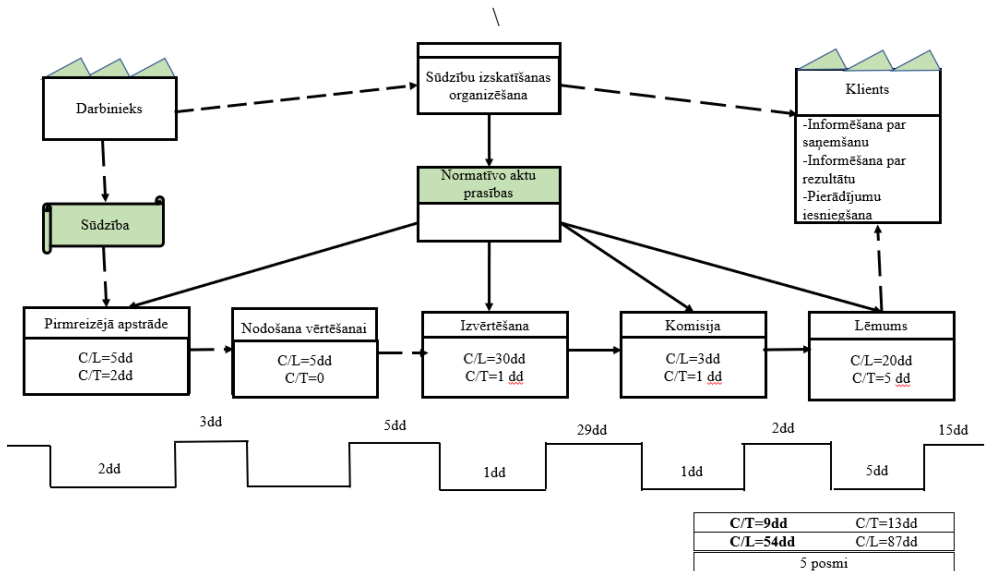 \
Darbinieks
Sūdzību izskatīšanas
organizēšana
Klients
-Informēšana par
saņemšanu
-Informēšana par
rezultātu
-Pierādījumu
iesniegšana
Normatīvo aktu
prasības
Sūdzība
Pirmreizējā apstrāde
C/L=5dd
C/T=2dd
Nodošana vērtēšanai
C/L=5dd
C/T=0
Izvērtēšana
C/L=30dd
C/T=1 dd
Komisija
C/L=3dd
C/T=1 dd
Lēmums
C/L=20dd
C/T=5 dd
3dd
5dd
29dd
2dd
15dd
2dd
1dd
1dd
5dd
C/T=9dd C/T=13dd
C/L=54dd C/L=87dd
5 posmi